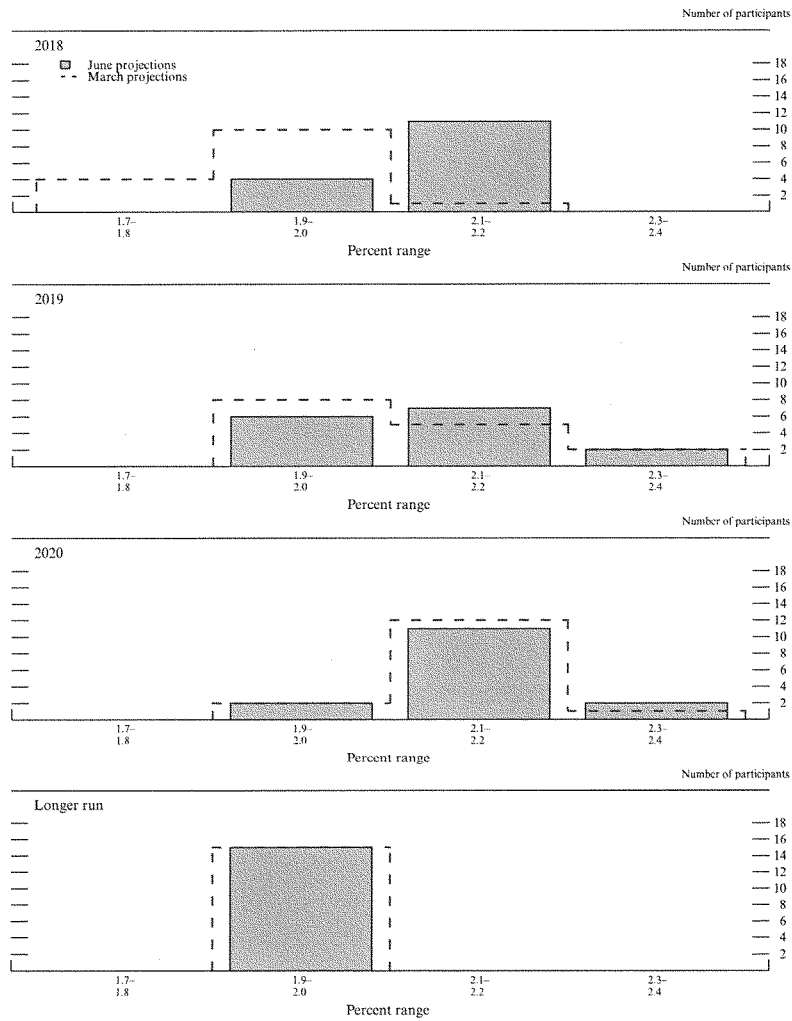 Number of participants
2018
June projections
March projections
18
16
14
12
10
8
6
4
2
1.7– 1.9– 2.1– 2.3–
1.8 2.0 2.2 2.4
Percent range
Number of participants
2019
18
16
14
12
10
8
6
4
2
1.7– 1.9– 2.1– 2.3–
1.8 2.0 2.2 2.4
Percent range
Number of participants
2020
18
16
14
12
10
8
6
4
2
1.7– 1.9– 2.1– 2.3–
1.8 2.0 2.2 2.4
Percent range
Number of participants
Longer run
18
16
14
12
10
8
6
4
2
1.7– 1.9– 2.1– 2.3–
1.8 2.0 2.2 2.4
Percent range